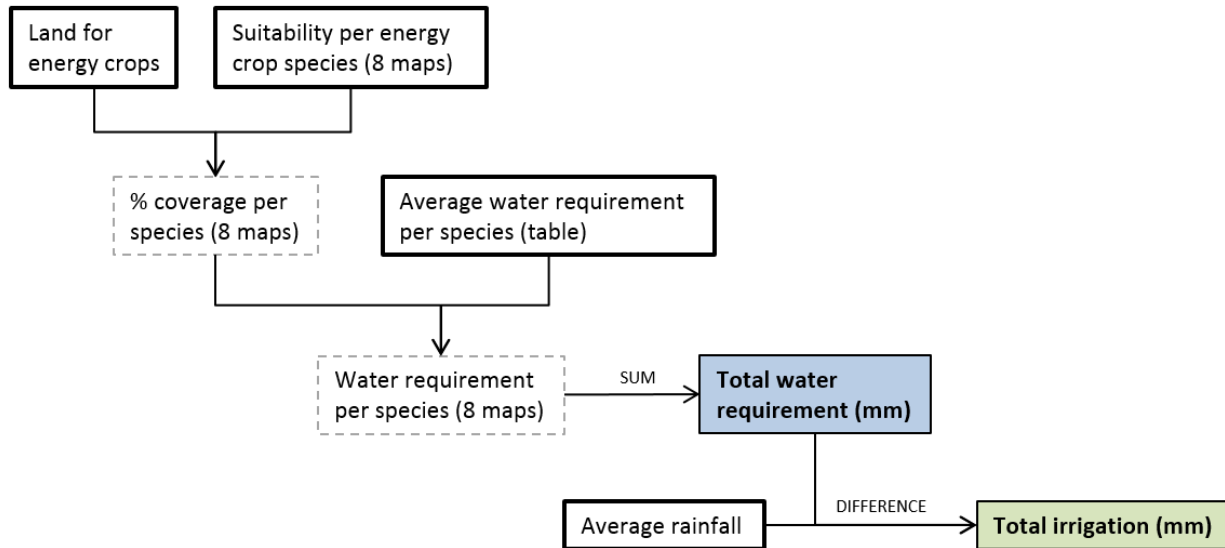 Land for
energy crops
Suitability per energy
crop species (8 maps)
% coverage per
species (8 maps)
Average water requirement
per species (table)
Water requirement
per species (8 maps)
SUM
Total water
requirement (mm)
Average rainfall
DIFFERENCE
Total irrigation (mm)